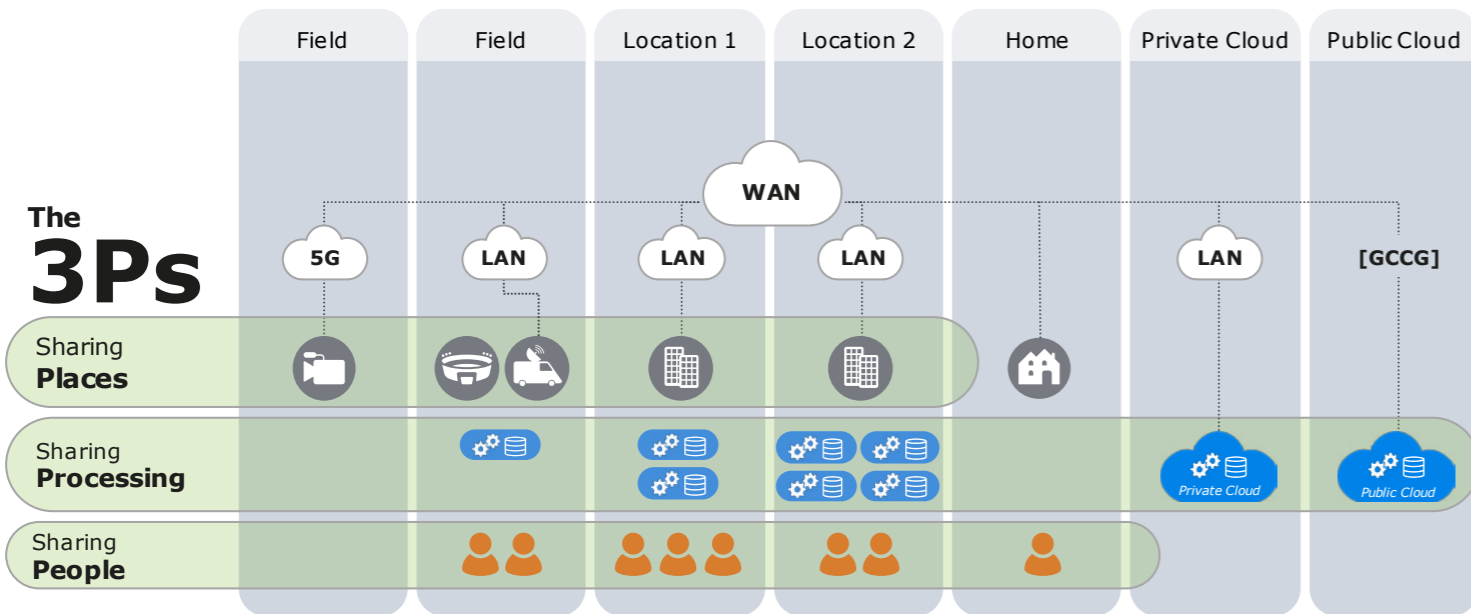 Field
Field
Location 1
Location 2
Home
Private Cloud
Public Cloud
WAN
The
3Ps
5G
LAN
LAN
LAN
LAN
[GCCG]
Sharing
Places
Sharing
Processing
Private Cloud
Public Cloud
Sharing
People